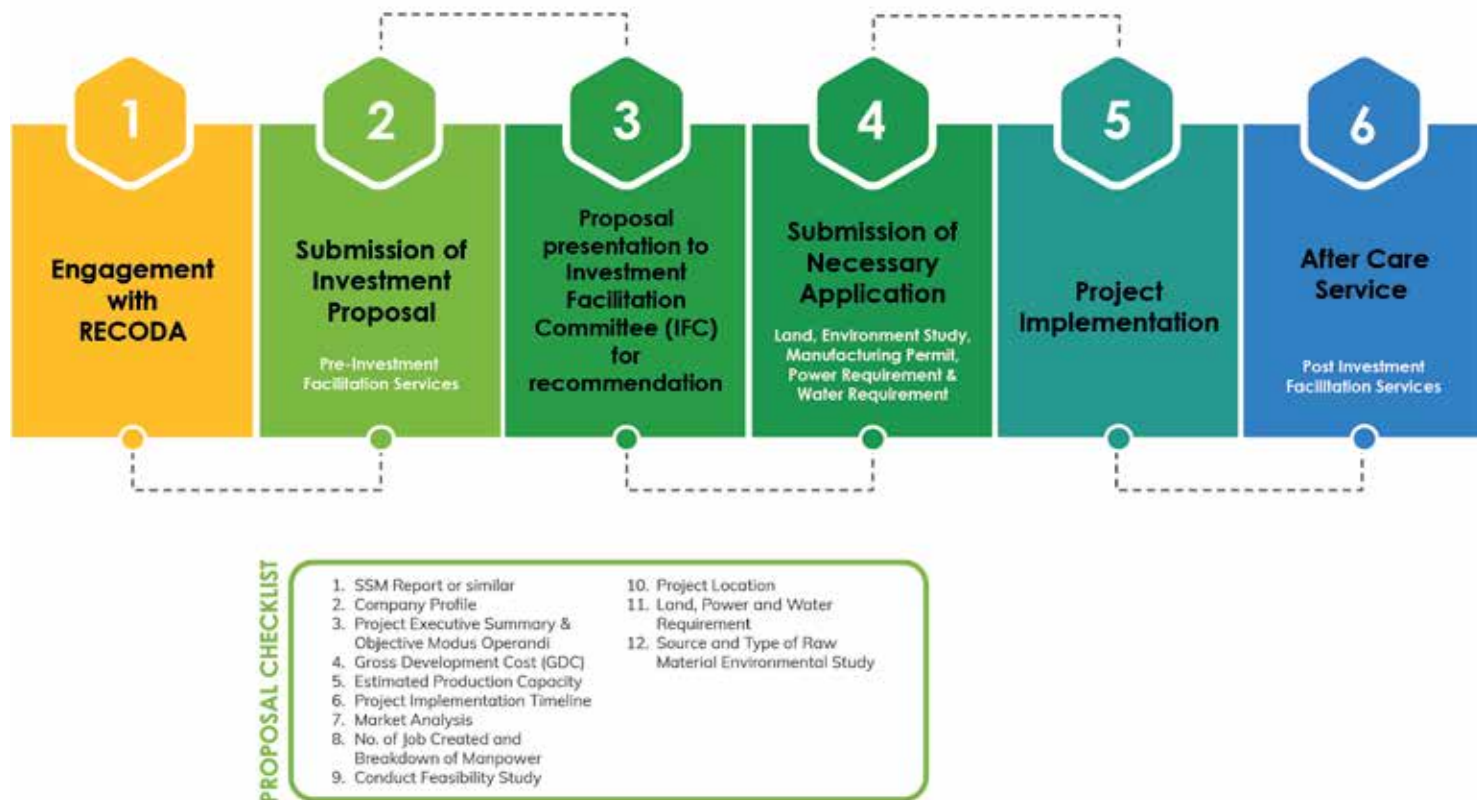 1
Engagement
with
RECODA
2
Submission of
Investment
Proposal
Pre-Investment
Facilitation Services
3
Proposal
presentation to
Investment
Facilitation
Committee (IFC)
for
recommendation
4
Submission of
Necessary
Application
Land, Environment Study,
Manufacturing Permit,
Power Requirement &
Water Requirement
5
Project
Implementation
6
After Care
Service
Post Investment
Facilitation Services
PROPOSAL CHECKLIST
1. SSM Report or similar
2. Company Profile
3. Project Executive Summary &
Objective Modus Operandi
4. Gross Development Cost (GDC)
5. Estimated Production Capacity
6. Project Implementation Timeline
7. Market Analysis
8. No. of Job Created and
Breakdown of Manpower
9. Conduct Feasibility Study
10. Project Location
11. Land, Power and Water
Requirement
12. Source and Type of Raw
Material Environmental Study